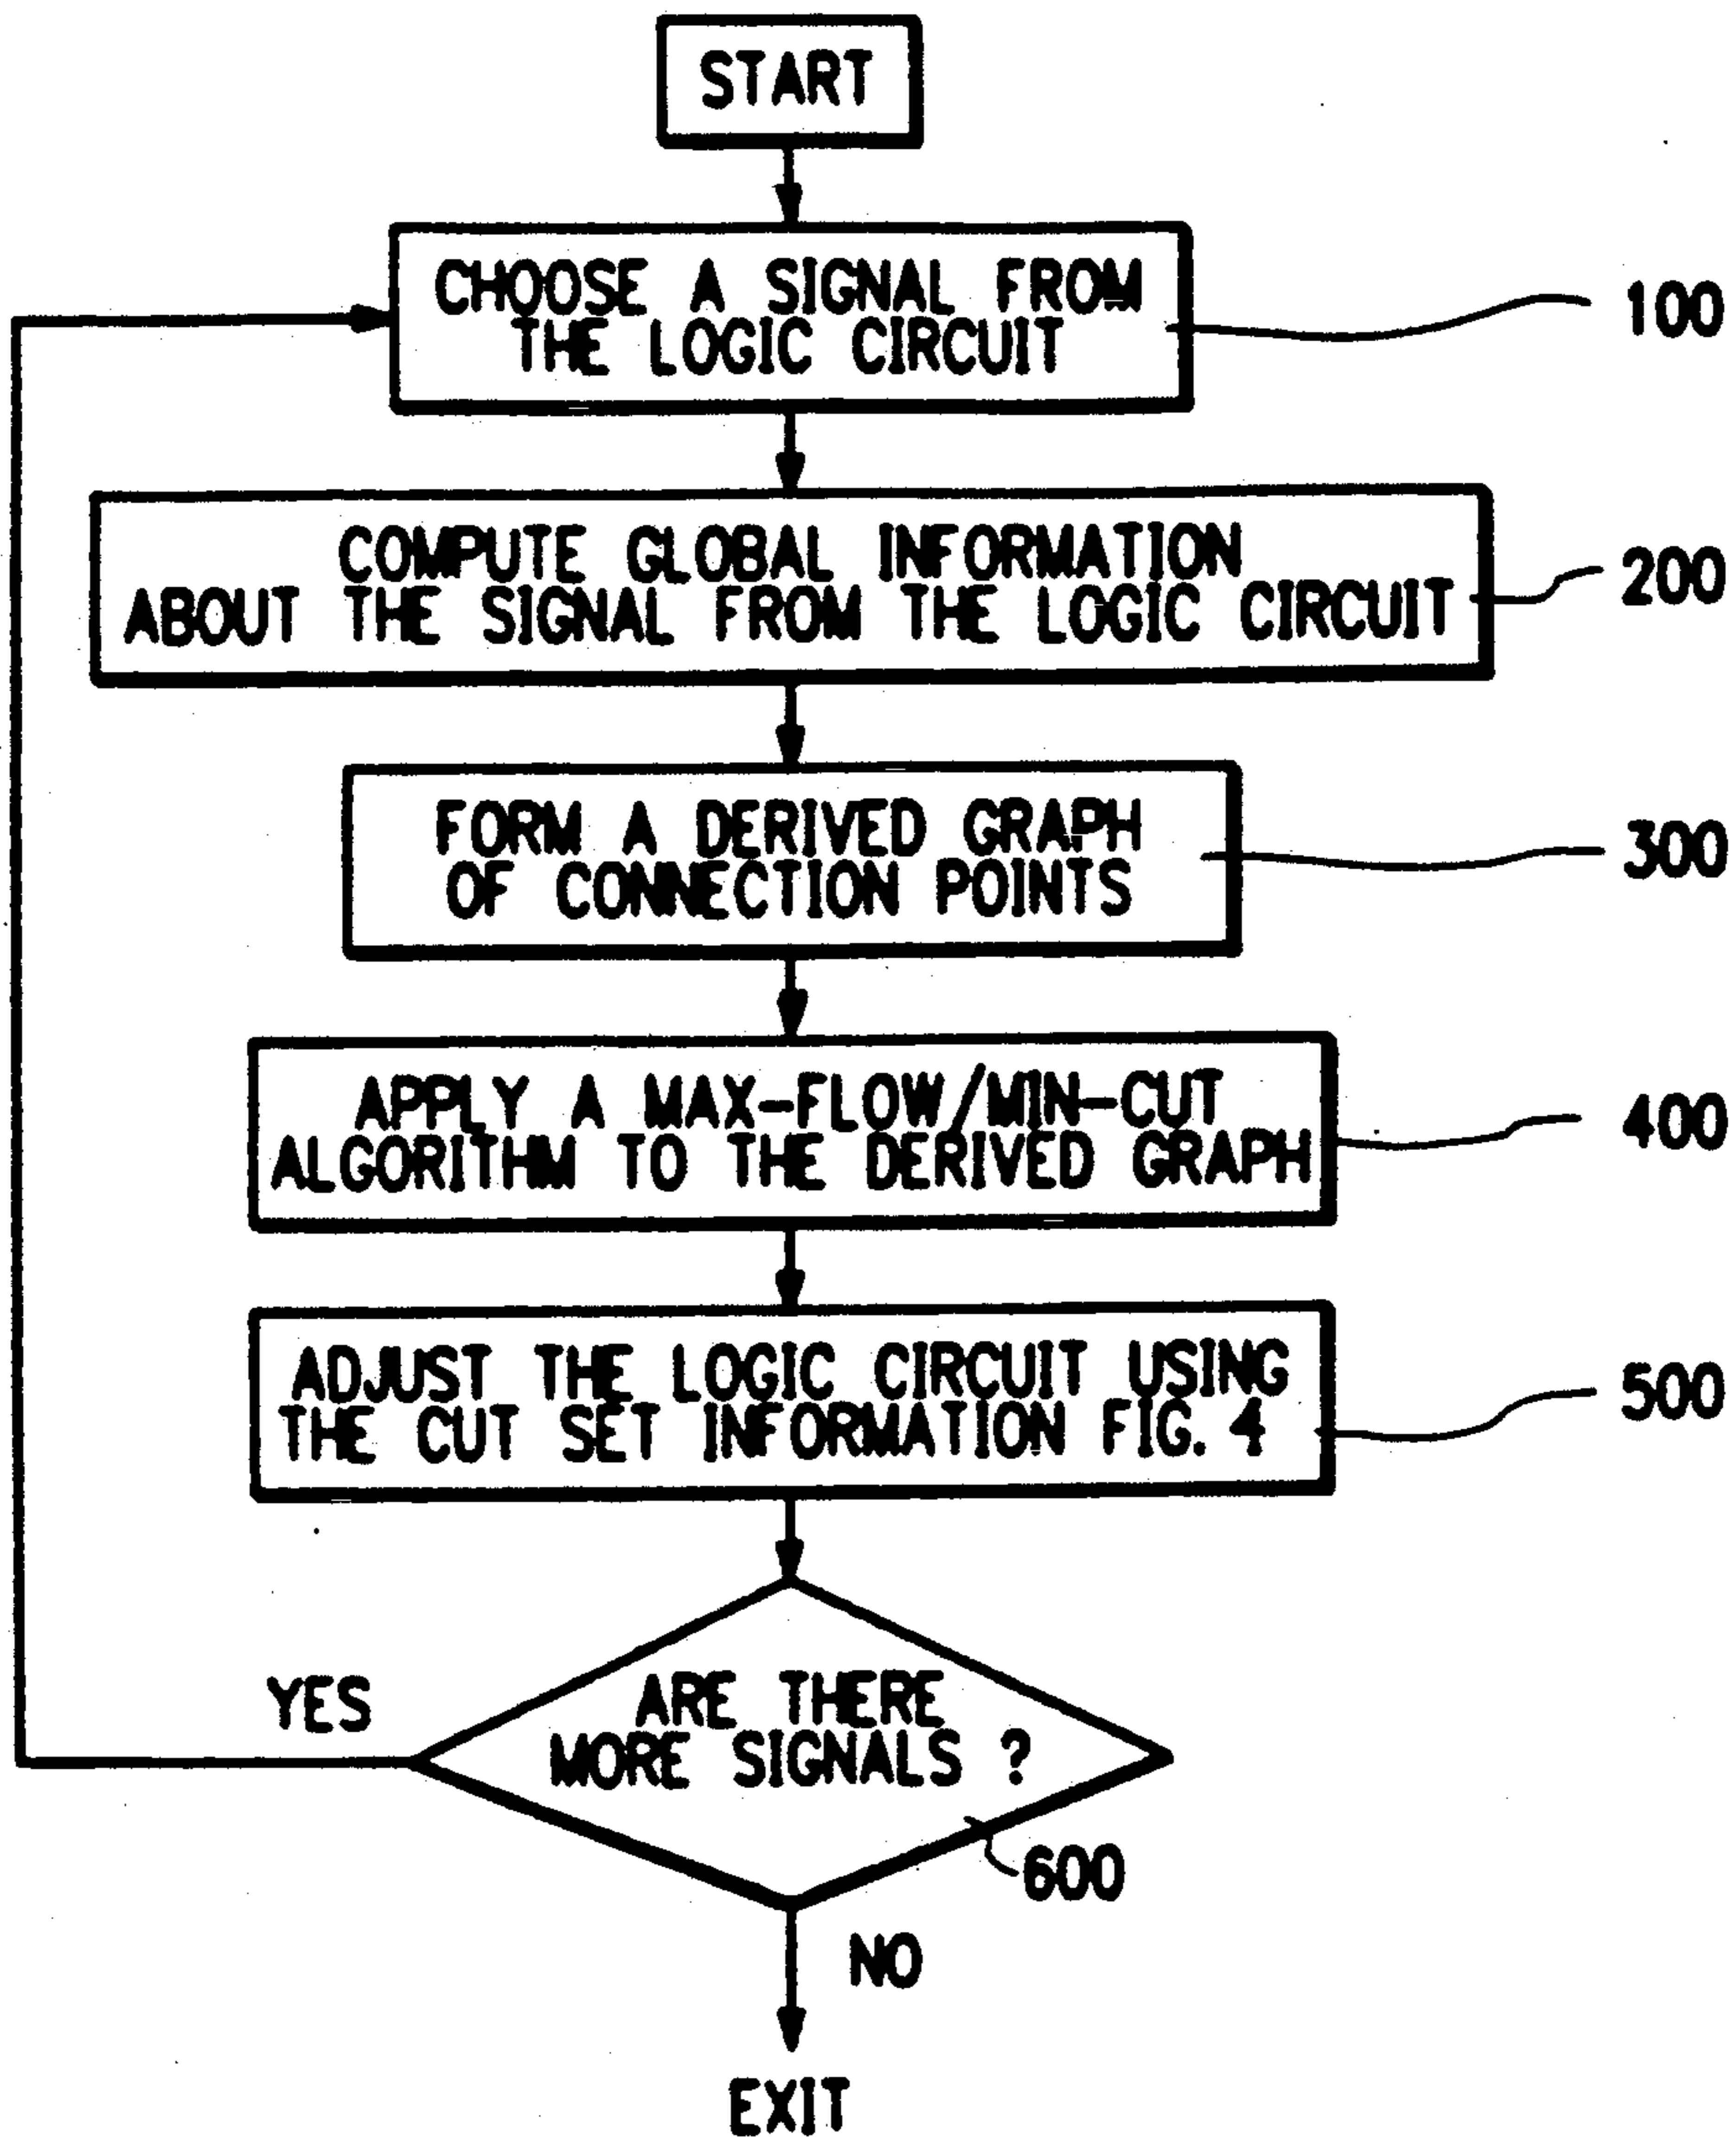 START
CHOOSE A SIGNAL FROM
THE LOGIC CIRCUIT
100
COMPUTE GLOBAL INFORMATION
ABOUT THE SIGNAL FROM THE LOGIC CIRCUIT
200
FORM A DERIVED GRAPH
OF CONNECTION POINTS
300
APPLY A MAX-FLOW/MIN-CUT
ALGORITHM TO THE DERIVED GRAPH
400
ADJUST THE LOGIC CIRCUIT USING
THE CUT SET INFORMATION FIG. 4
500
YES
ARE THERE
MORE SIGNALS ?
600
NO
EXIT